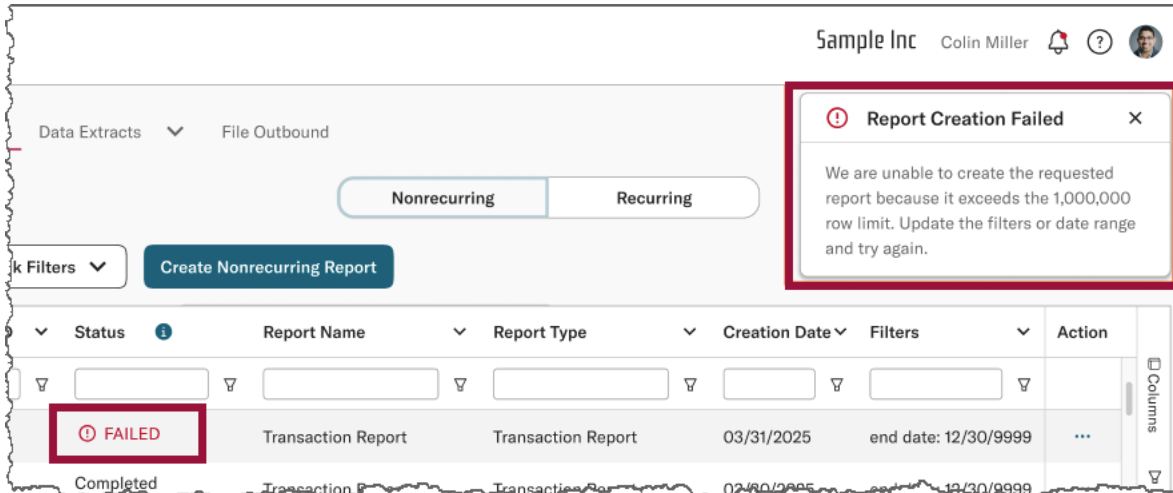 Sample Inc Colin Miller
Data Extracts File Outbound
Report Creation Failed
We are unable to create the requested
report because it exceeds the 1,000,000
row limit. Update the filters or date range
and try again.
Nonrecurring Recurring
k Filters Create Nonrecurring Report
Status Report Name Report Type Creation Date Filters Action
Columns
FAILED Transaction Report Transaction Report 03/31/2025 end date: 12/30/9999 ...
Completed